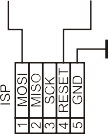 ISP
1 MOSI
2 MISO
3 SCK
4 RESET
5 GND